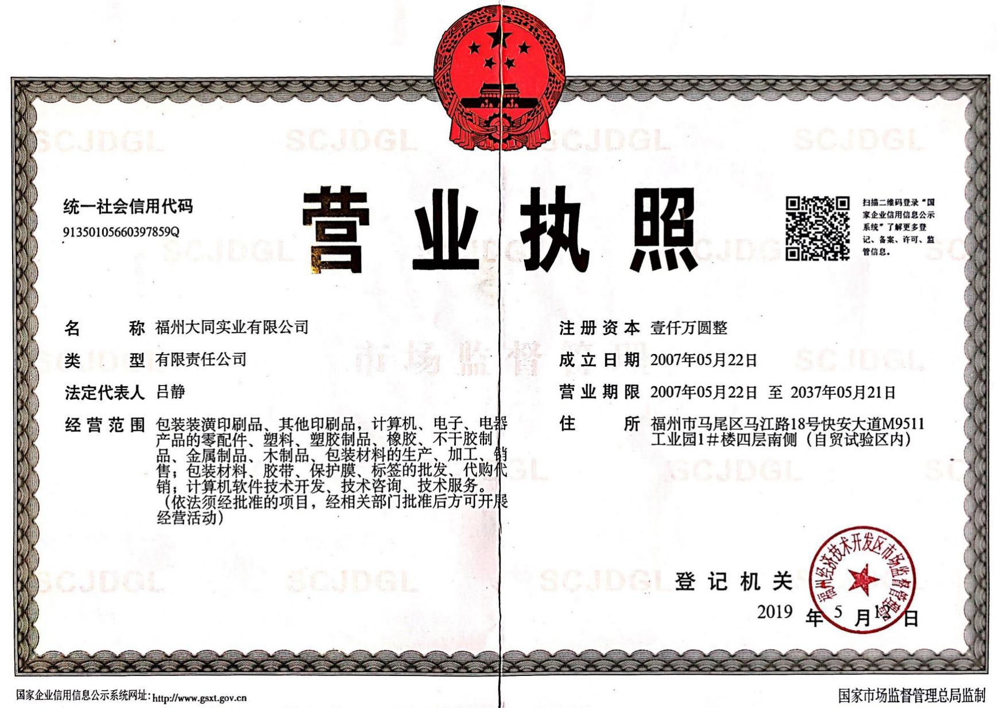 营业执照
统一社会信用代码
91350105660397859Q
扫描二维码登录“国
家企业信用信息公示
系统”了解更多登
记、备案、许可、监
管信息。
名称 福州大同实业有限公司
类型 有限责任公司
法定代表人 吕静
经营范围 包装装潢印刷品、其他印刷品，计算机、电子、电器
产品的零配件、塑料、塑胶制品、橡胶、不干胶制
品、金属制品、木制品、包装材料的生产、加工、销
售；包装材料、胶带、保护膜、标签的批发、代购代
销；计算机软件技术开发、技术咨询、技术服务。
（依法须经批准的项目，经相关部门批准后方可开展
经营活动）
注册资本 壹仟万圆整
成立日期 2007年05月22日
营业期限 2007年05月22日 至 2037年05月21日
住所 福州市马尾区马江路18号快安大道M9511
工业园1#楼四层南侧（自贸试验区内）
市场监督管理
SCJDGL
登记机关
福州经济技术开发区市场监督管理局
2019 年 5 月 12 日
国家企业信用信息公示系统网址：http://www.gsxt.gov.cn
国家市场监督管理总局监制